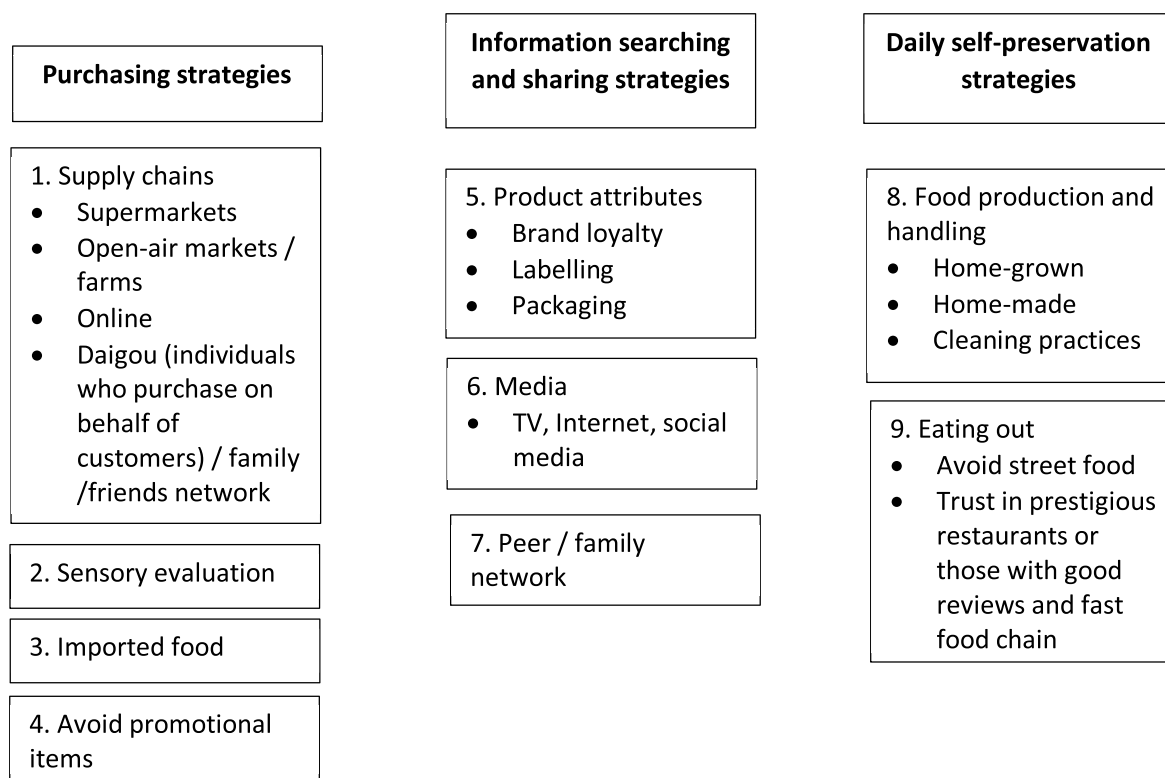 Purchasing strategies
1. Supply chains
• Supermarkets
• Open-air markets /
farms
• Online
• Daigou (individuals
who purchase on
behalf of
customers) / family
/friends network
2. Sensory evaluation
3. Imported food
4. Avoid promotional
items
Information searching
and sharing strategies
5. Product attributes
• Brand loyalty
• Labelling
• Packaging
6. Media
• TV, Internet, social
media
7. Peer / family
network
Daily self-preservation
strategies
8. Food production and
handling
• Home-grown
• Home-made
• Cleaning practices
9. Eating out
• Avoid street food
• Trust in prestigious
restaurants or
those with good
reviews and fast
food chain